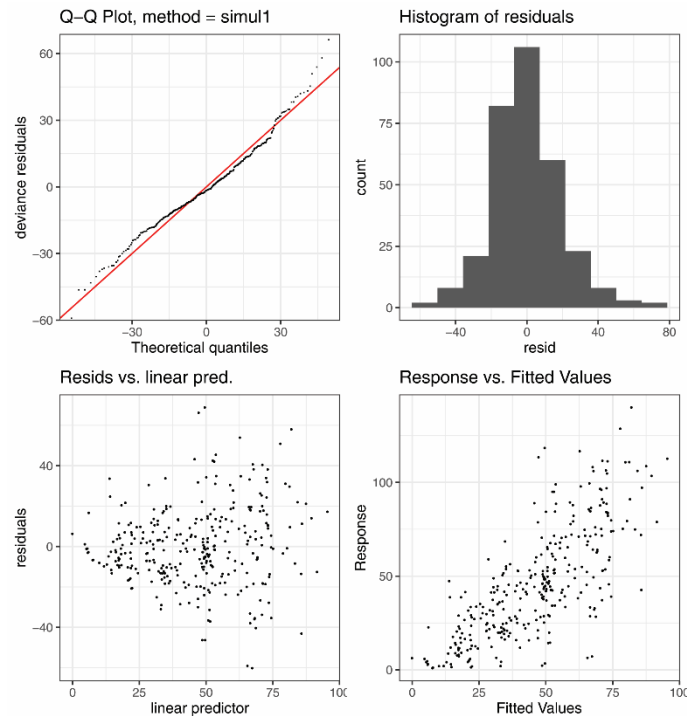 Q−Q Plot, method = simul1
deviance residuals
60
30
0
−30
−60
−30
0
30
Theoretical quantiles
Histogram of residuals
count
100
75
50
25
0
−40
0
40
80
resid
Resids vs. linear pred.
residuals
40
0
−40
0
25
50
75
100
linear predictor
Response vs. Fitted Values
Response
100
50
0
0
25
50
75
100
Fitted Values